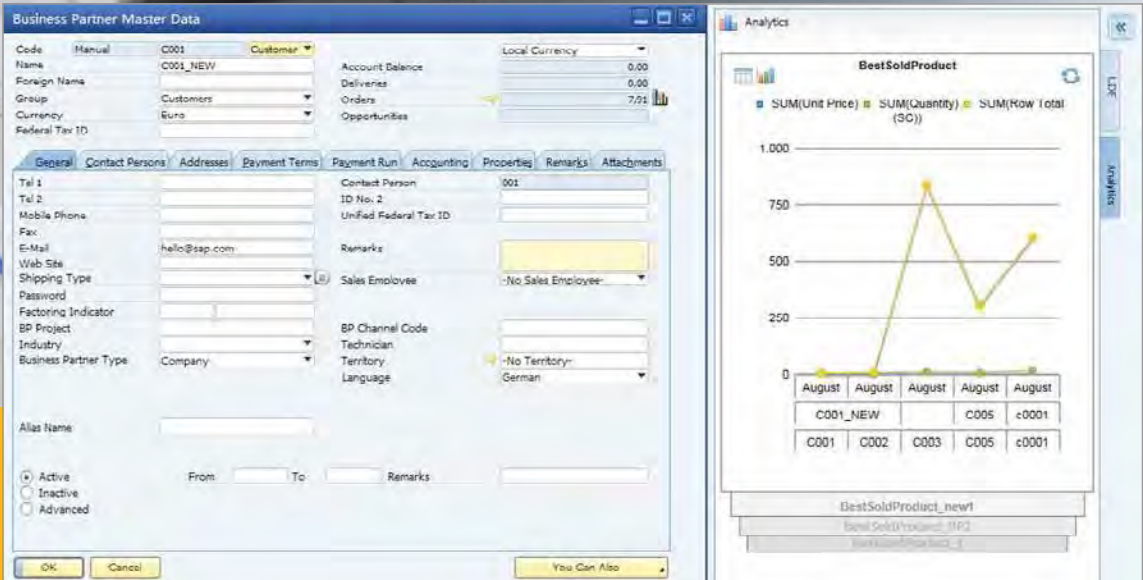 Business Partner Master Data
Code Manual C001 Customer
Name C001_NEW
Foreign Name
Group Customers
Currency Euro
Federal Tax ID
Local Currency
Account Balance 0.00
Deliveries 0.00
Orders 7,91
Opportunities
General Contact Persons Addresses Payment Terms Payment Run Accounting Properties Remarks Attachments
Tel 1
Tel 2
Mobile Phone
Fax
E-Mail hello@sap.com
Web Site
Shipping Type
Password
Factoring Indicator
BP Project
Industry
Business Partner Type Company
Contact Person 001
ID No. 2
Unified Federal Tax ID
Remarks
Sales Employee -No Sales Employee-
BP Channel Code
Technician
Territory -No Territory-
Language German
Alias Name
Active From To Remarks
Inactive
Advanced
OK Cancel You Can Also
Analytics
BestSoldProduct
SUM(Unit Price) SUM(Quantity) SUM(Row Total
(SC))
1.000
750
500
250
0
August August August August August
C001_NEW C005 c0001
C001 C002 C003 C005 c0001
BestSoldProduct_new1
LDF
Analytics